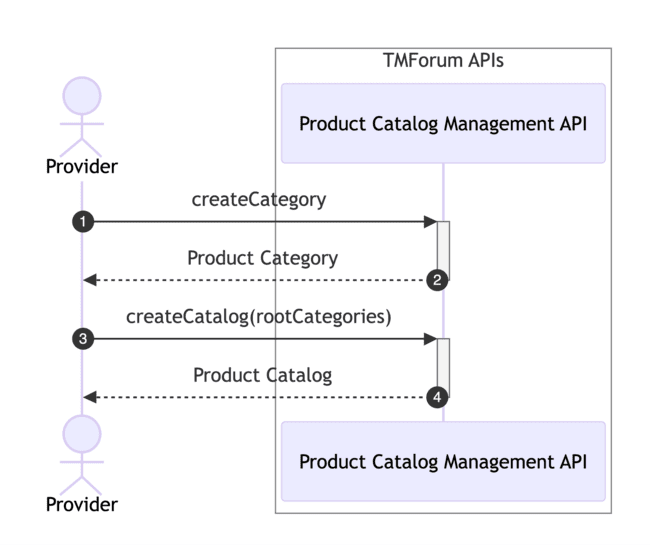 TMForum APIs
Product Catalog Management API
Provider
createCategory
1
Product Category
2
createCatalog(rootCategories)
3
Product Catalog
4
Product Catalog Management API
Provider